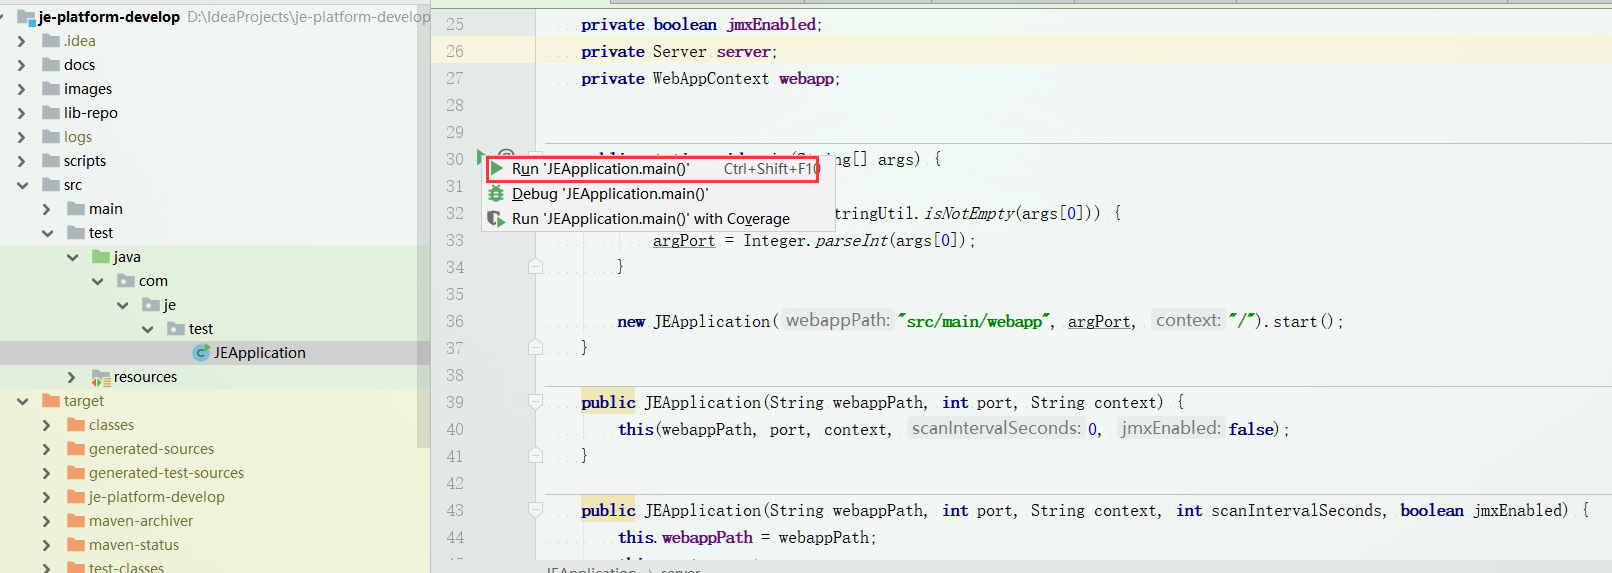 je-platform-develop D:\IdeaProjects\je-platform-develop
.idea
docs
images
lib-repo
logs
scripts
src
main
test
java
com
je
test
JEApplication
resources
target
classes
generated-sources
generated-test-sources
je-platform-develop
maven-archiver
maven-status
test-classes
25 private boolean jmxEnabled;
26 private Server server;
27 private WebAppContext webapp;
28
29
30 String[] args) {
Run 'JEApplication.main()' Ctrl+Shift+F10
31
Debug 'JEApplication.main()'
32 tringUtil.isNotEmpty(args[0])) {
Run 'JEApplication.main()' with Coverage
33 argPort = Integer.parseInt(args[0]);
34 }
35
36 new JEApplication( webappPath: "src/main/webapp", argPort, context: "/").start();
37 }
38
39 public JEApplication(String webappPath, int port, String context) {
40 this(webappPath, port, context, scanIntervalSeconds: 0, jmxEnabled: false);
41 }
42
43 public JEApplication(String webappPath, int port, String context, int scanIntervalSeconds, boolean jmxEnabled) {
44 this.webappPath = webappPath;
JEApplication > server